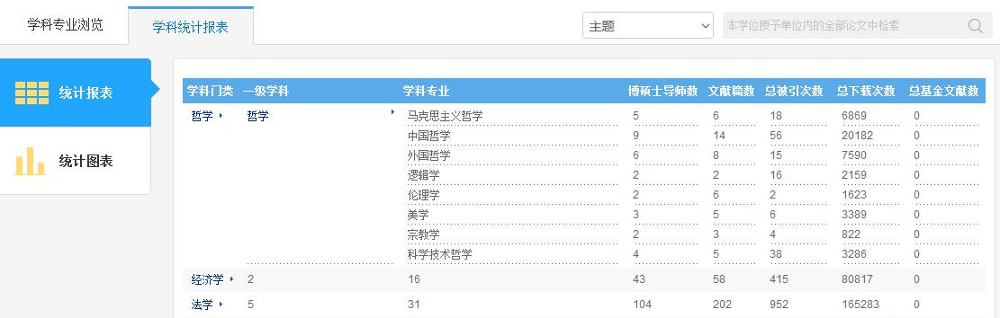 学科专业浏览 学科统计报表 主题 本学位授予单位内的全部论文中检索
统计报表
统计图表
学科门类 一级学科 学科专业 博硕士导师数 文献篇数 总被引次数 总下载次数 总基金文献数
哲学 哲学 马克思主义哲学 5 6 18 6869 0
中国哲学 9 14 56 20182 0
外国哲学 6 8 15 7590 0
逻辑学 2 2 16 2159 0
伦理学 2 6 2 1623 0
美学 3 5 6 3389 0
宗教学 2 3 4 822 0
科学技术哲学 4 5 38 3286 0
经济学 2 16 43 58 415 80817 0
法学 5 31 104 202 952 165283 0